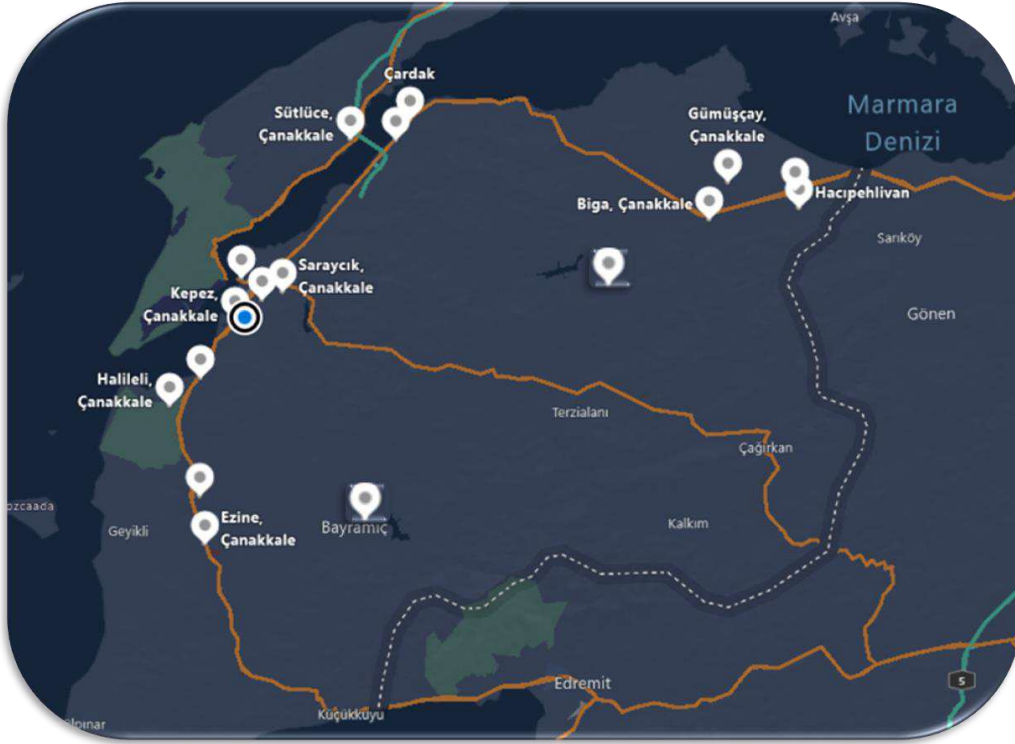 Avşa
Çardak
Sütlüce,
Çanakkale
Marmara
Denizi
Gümüşçay,
Çanakkale
Hacıpehlivan
Biga, Çanakkale
Sarıköy
Saraycık,
Çanakkale
Kepez,
Çanakkale
Gönen
Halileli,
Çanakkale
Terzialanı
Çağırkan
ozcaada
Geyikli
Ezine,
Çanakkale
Bayramiç
Kalkım
Edremit
5
Küçükkuyu